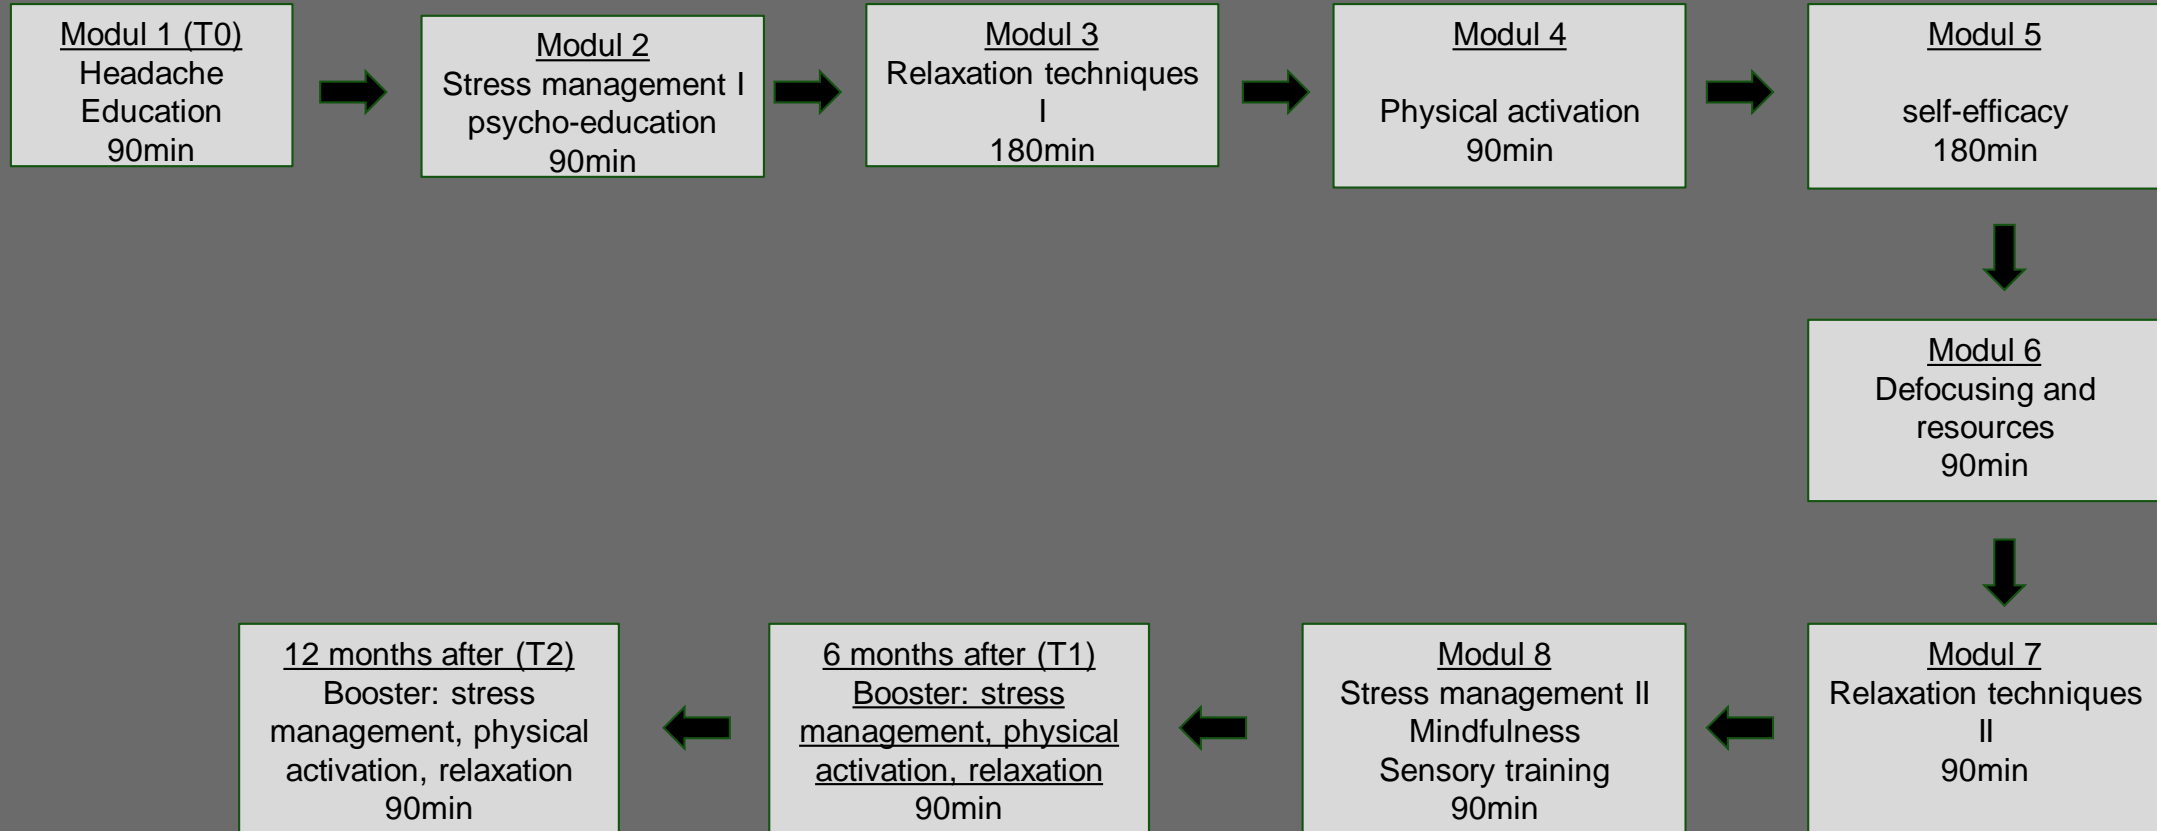 Modul 1 (T0)
Headache
Education
90min
Modul 2
Stress management I
psycho-education
90min
Modul 3
Relaxation techniques
I
180min
Modul 4
Physical activation
90min
Modul 5
self-efficacy
180min
Modul 6
Defocusing and
resources
90min
Modul 7
Relaxation techniques
II
90min
Modul 8
Stress management II
Mindfulness
Sensory training
90min
6 months after (T1)
Booster: stress
management, physical
activation, relaxation
90min
12 months after (T2)
Booster: stress
management, physical
activation, relaxation
90min